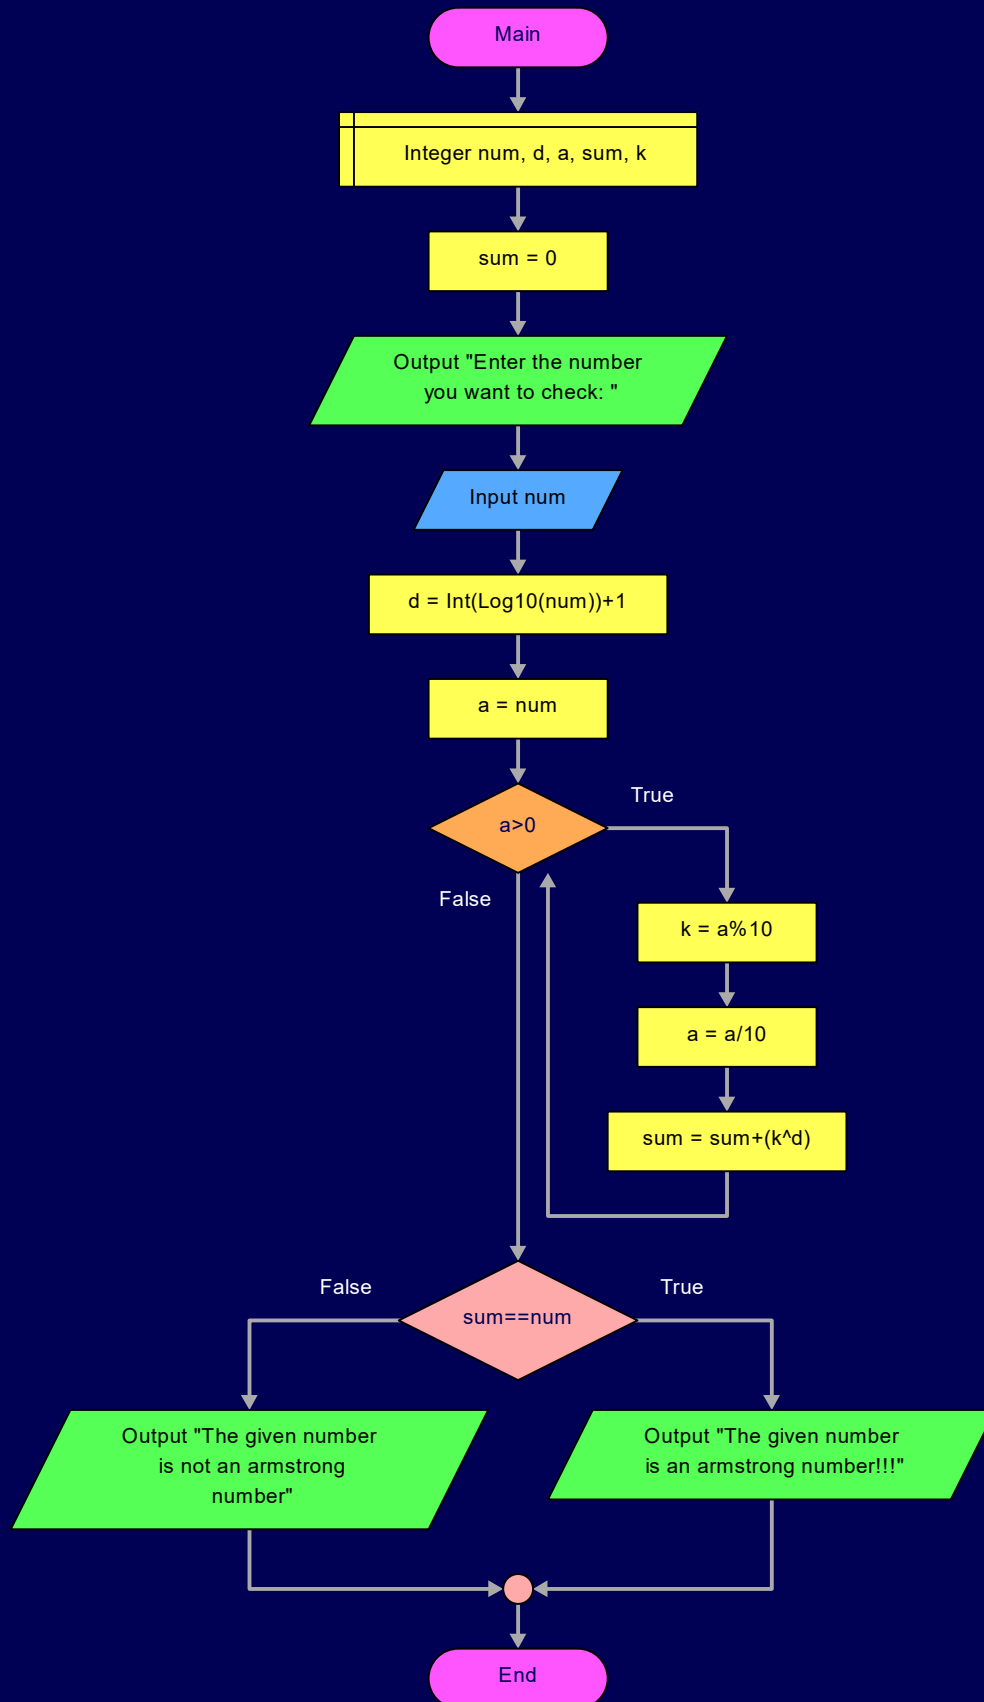 Main
Integer num, d, a, sum, k
sum = 0
Output "Enter the number
you want to check: "
Input num
d = Int(Log10(num))+1
a = num
a>0
True
False
k = a%10
a = a/10
sum = sum+(k^d)
False
sum==num
True
Output "The given number
is not an armstrong
number"
Output "The given number
is an armstrong number!!!"
End